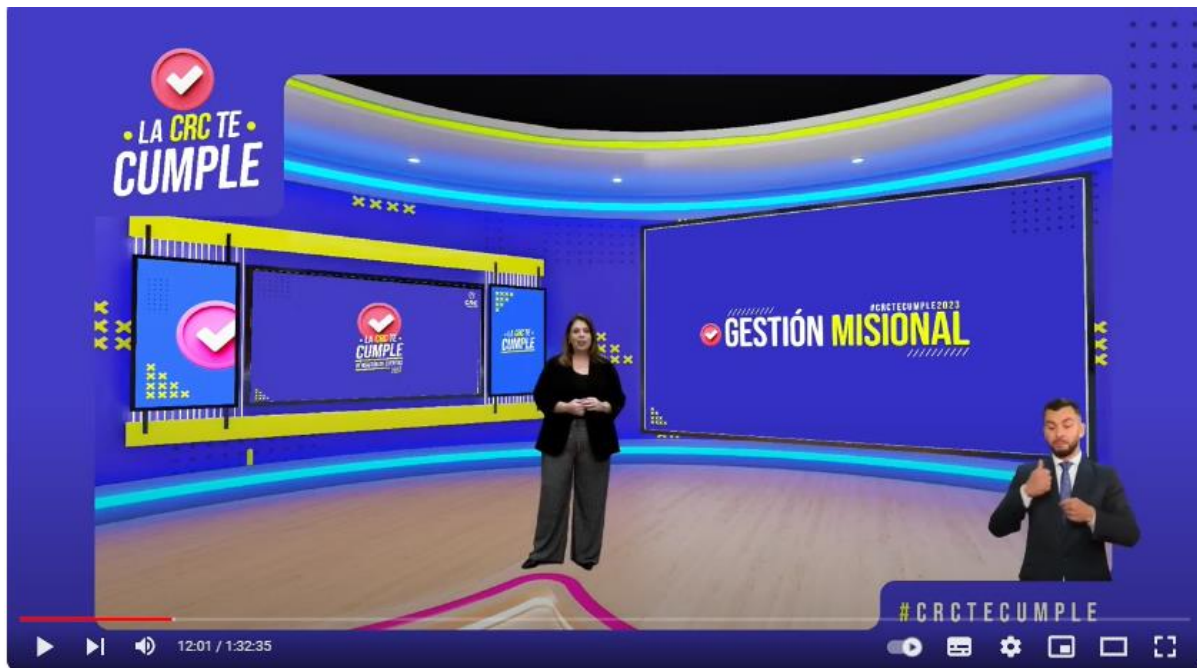 • LA CRC TE •
CUMPLE
LA CRC TE
CUMPLE
2023
CRC
LA CRC TE
CUMPLE
#CRCTECUMPLE2023
GESTIÓN MISIONAL
#CRCTECUMPLE
12:01 / 1:32:35